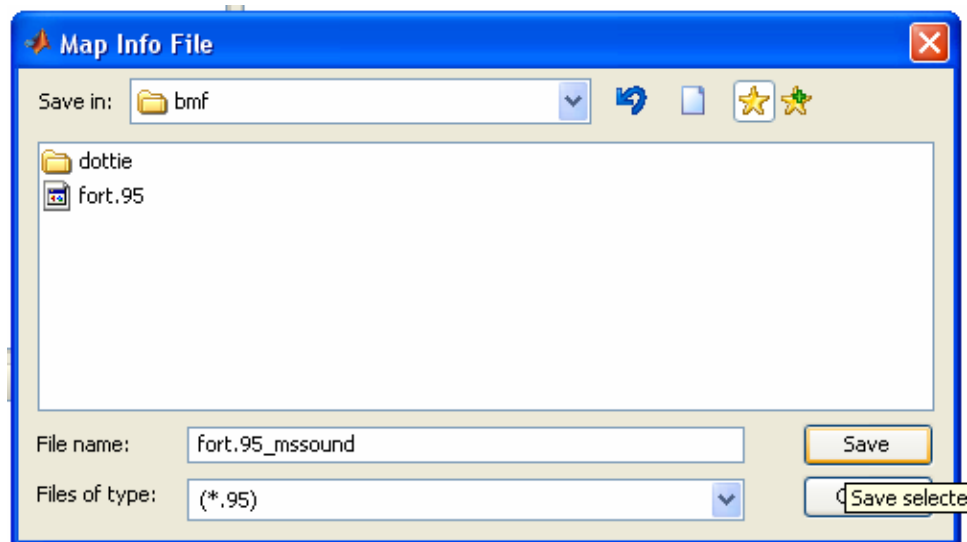 Map Info File
Save in: bmf
dottie
fort.95
File name: fort.95_mssound Save
Files of type: (*.95) Save selecte